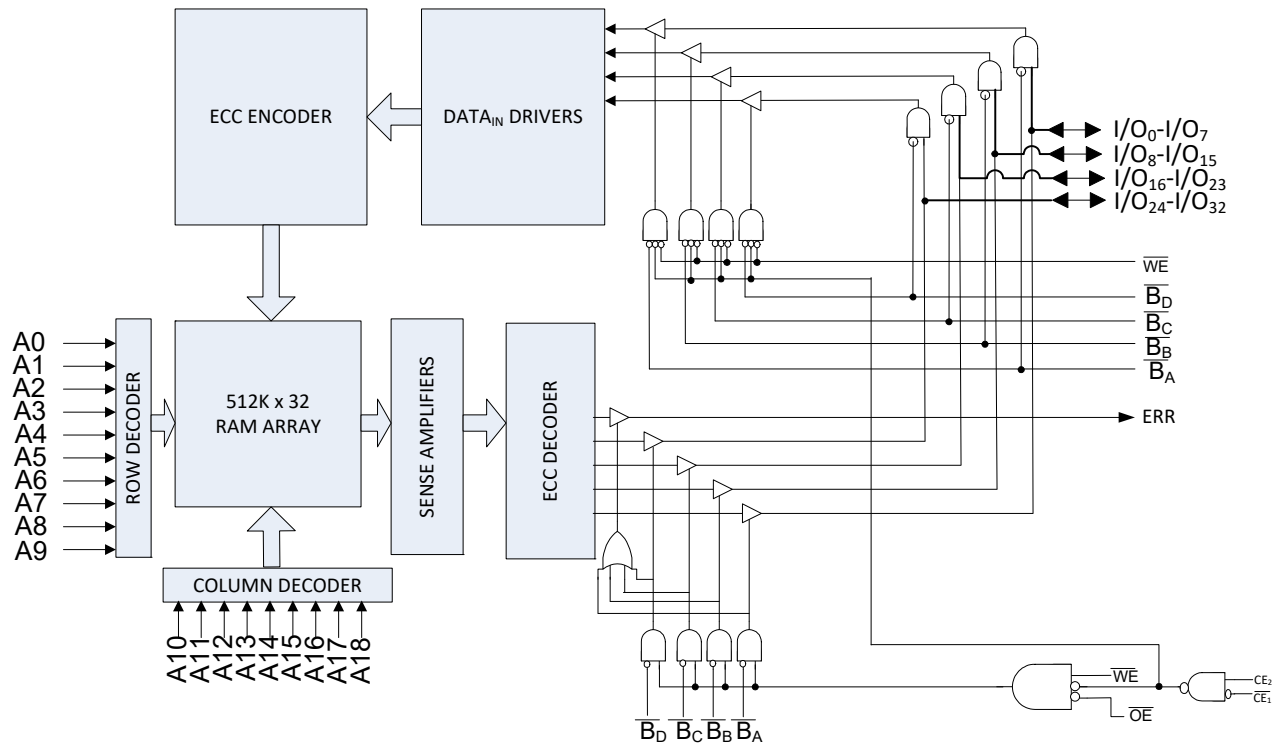 ECC ENCODER
DATAIN DRIVERS
I/O0-I/O7
I/O8-I/O15
I/O16-I/O23
I/O24-I/O32
WE
BD
BC
BB
BA
ERR
A0
A1
A2
A3
A4
A5
A6
A7
A8
A9
ROW DECODER
512K x 32
RAM ARRAY
SENSE AMPLIFIERS
ECC DECODER
COLUMN DECODER
A10
A11
A12
A13
A14
A15
A16
A17
A18
BD
BC
BB
BA
WE
OE
CE2
CE1